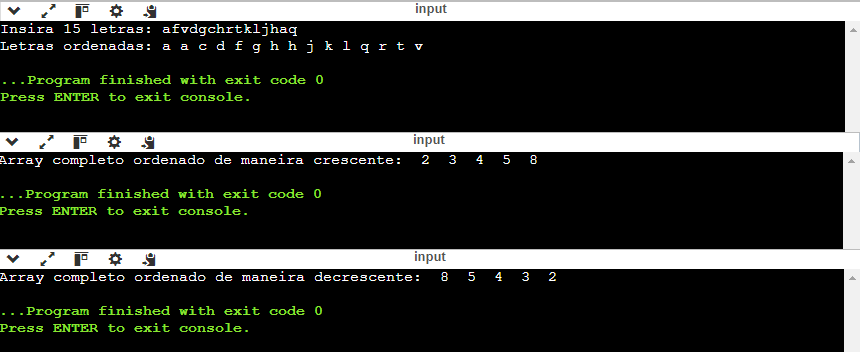 input
Insira 15 letras: afvdgchrtkljhaq
Letras ordenadas: a a c d f g h h j k l q r t v
...Program finished with exit code 0
Press ENTER to exit console.
input
Array completo ordenado de maneira crescente:  2  3  4  5  8
...Program finished with exit code 0
Press ENTER to exit console.
input
Array completo ordenado de maneira decrescente:  8  5  4  3  2
...Program finished with exit code 0
Press ENTER to exit console.